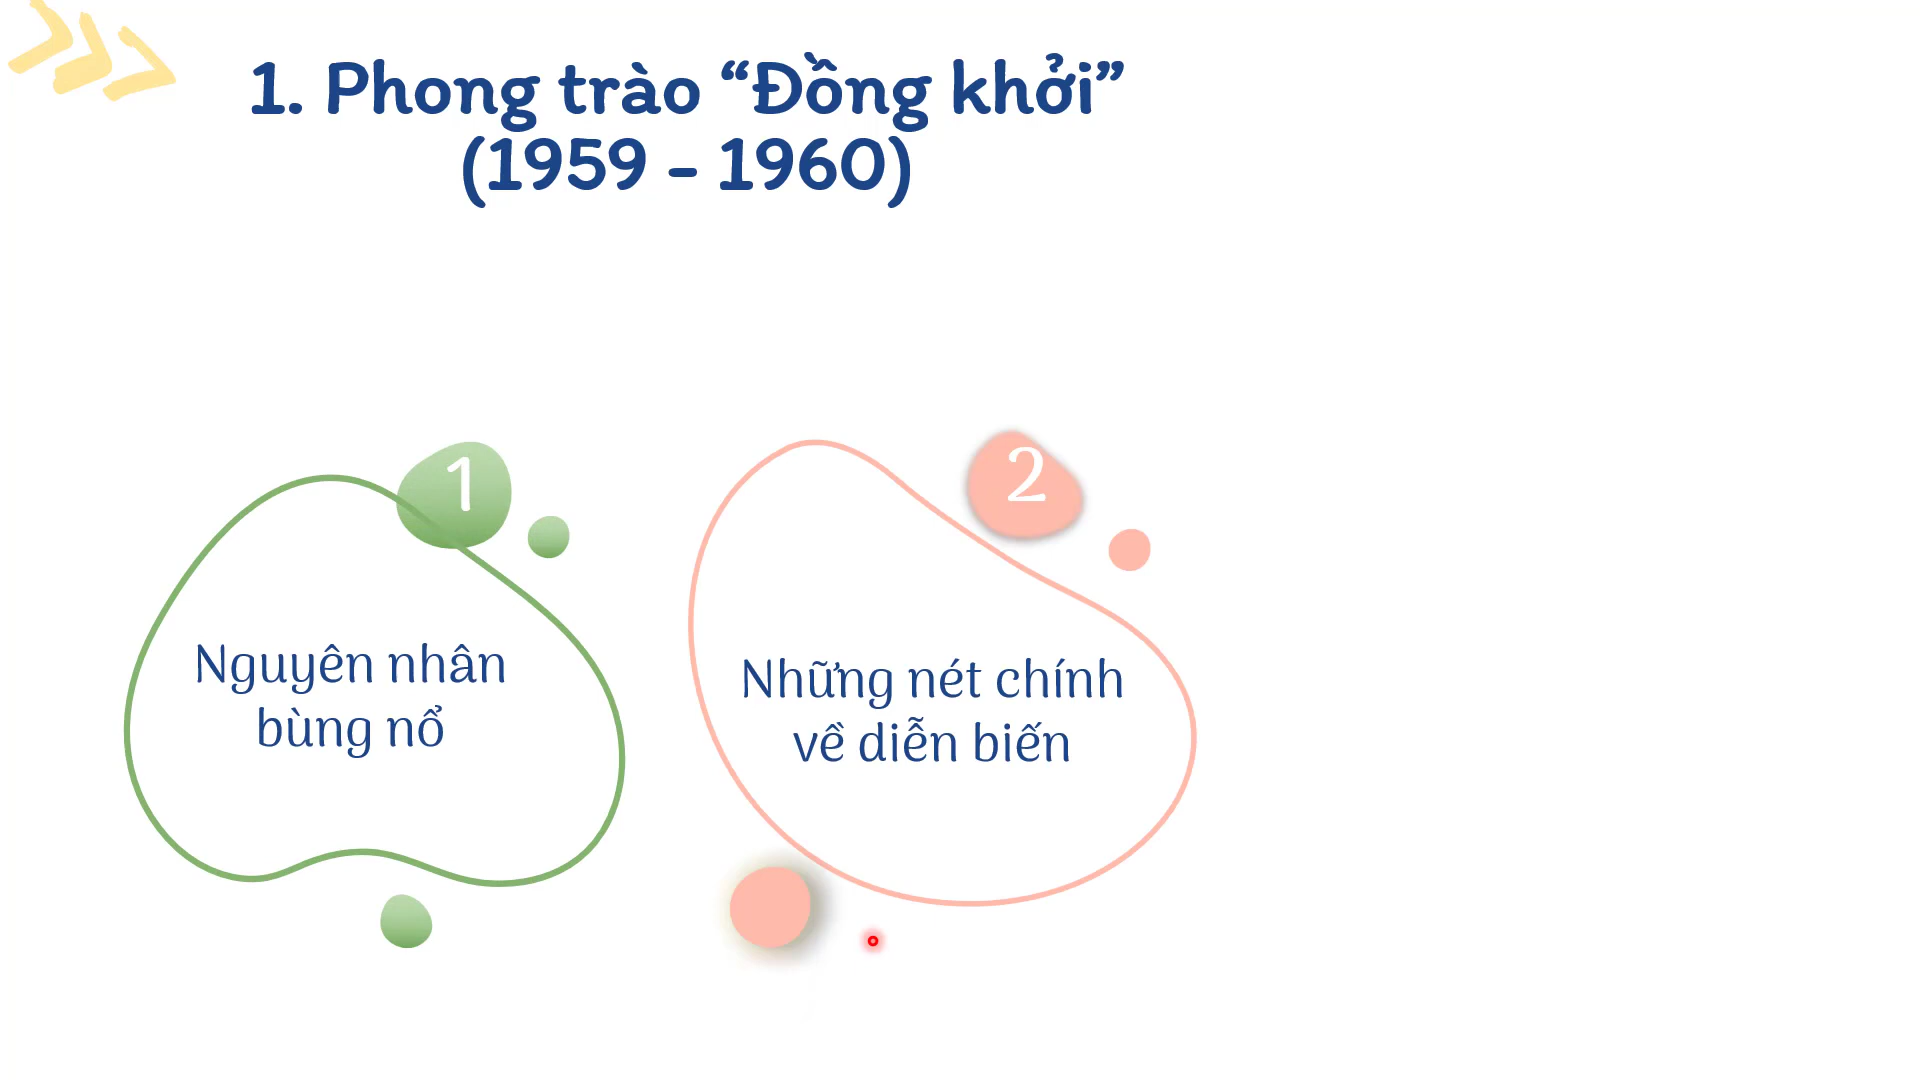 1. Phong trào “Đồng khởi”
(1959 - 1960)
1
Nguyên nhân
bùng nổ
2
Những nét chính
về diễn biến